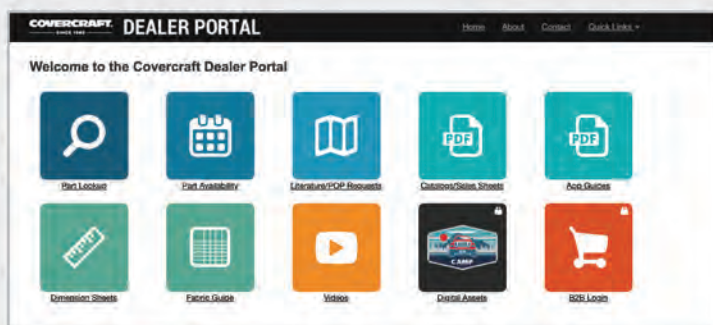 COVERCRAFT. DEALER PORTAL
SINCE 1965
Home About Contact Quick Links
Welcome to the Covercraft Dealer Portal
PDF PDF
Part Lookup Part Availability Literature/POP Requests Catalogs/Sales Sheets App Guides
CAMP
Dimension Sheets Fabric Guide Videos Digital Assets B2B Login